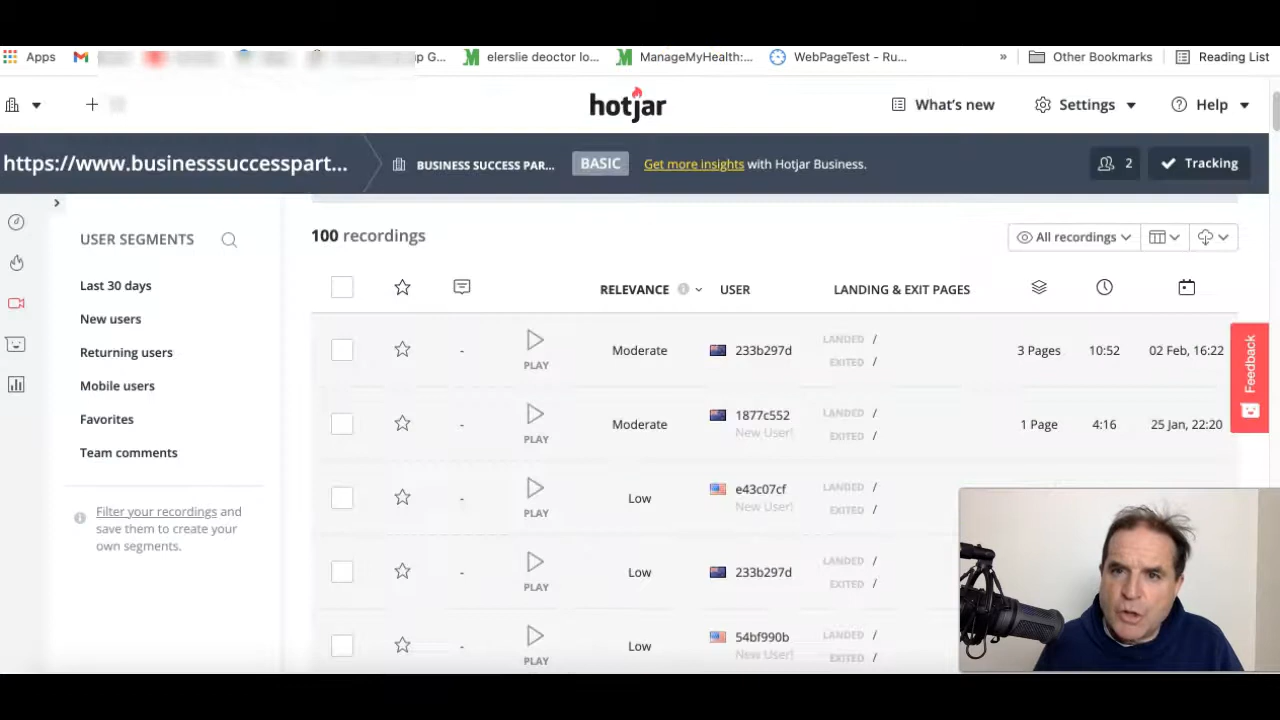 Apps
p G...
elerslie deoctor lo...
ManageMyHealth:...
WebPageTest - Ru...
»
Other Bookmarks
Reading List
hotjar
What's new
Settings
Help
https://www.businesssuccesspart...
BUSINESS SUCCESS PAR...
BASIC
Get more insights with Hotjar Business.
2
Tracking
USER SEGMENTS
Last 30 days
New users
Returning users
Mobile users
Favorites
Team comments
Filter your recordings and
save them to create your
own segments.
100 recordings
All recordings
RELEVANCE
USER
LANDING & EXIT PAGES
-
PLAY
Moderate
233b297d
LANDED /
EXITED /
3 Pages
10:52
02 Feb, 16:22
-
PLAY
Moderate
1877c552
New User!
LANDED /
EXITED /
1 Page
4:16
25 Jan, 22:20
-
PLAY
Low
e43c07cf
New User!
LANDED /
EXITED /
-
PLAY
Low
233b297d
LANDED /
EXITED /
-
PLAY
Low
54bf990b
New User!
LANDED /
EXITED /
Feedback